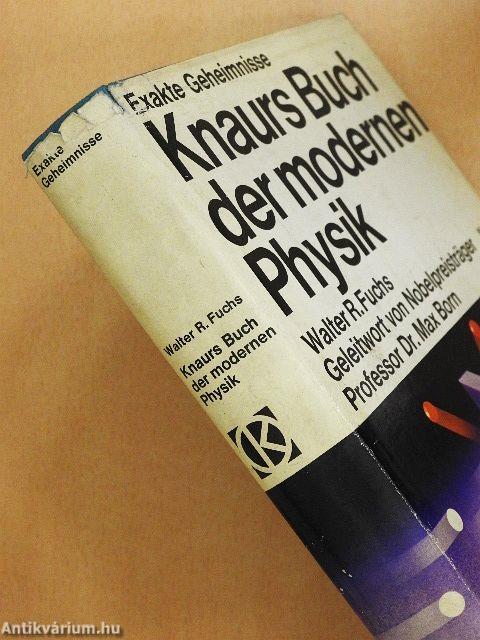 Exakte Geheimnisse
Knaurs Buch
der modernen
Physik
Walter R. Fuchs
Geleitwort von Nobelpreisträger
Professor Dr. Max Born
Exakte
Geheimnisse
Walter R. Fuchs
Knaurs Buch
der modernen
Physik
K
Antikvárium.hu